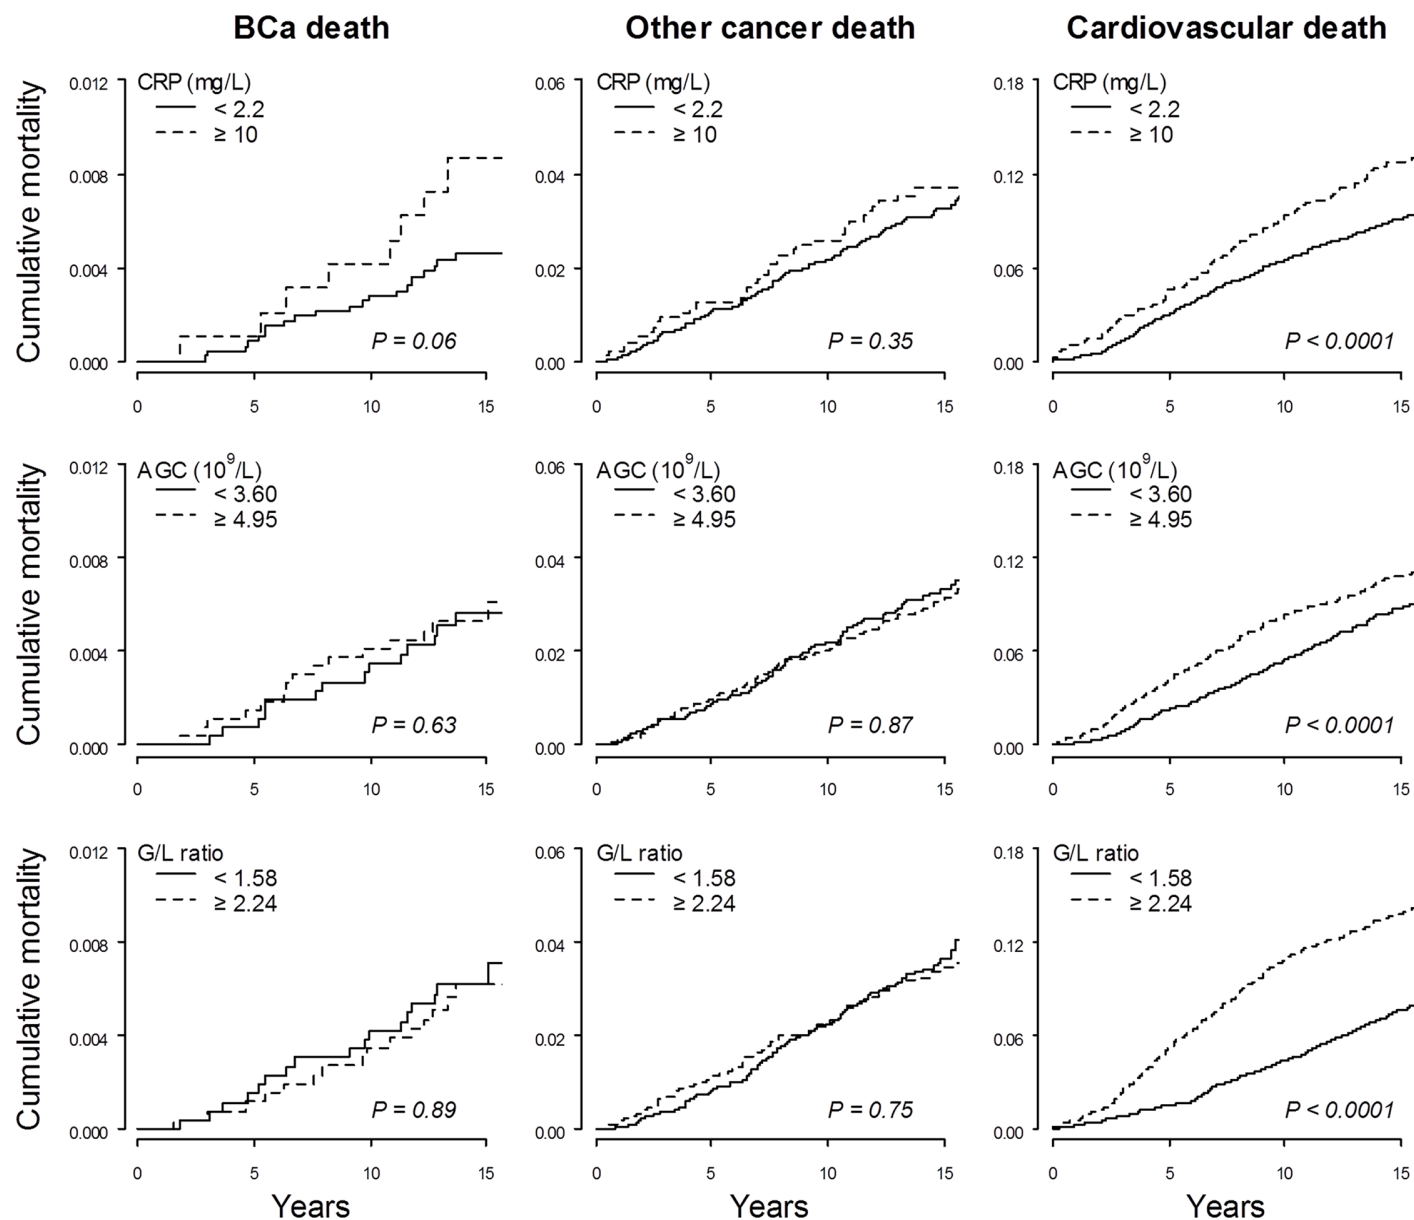 BCa death
Other cancer death
Cardiovascular death
Cumulative mortality
0.012
0.008
0.004
0.000
CRP (mg/L)
< 2.2
≥ 10
P = 0.06
0 5 10 15
0.06
0.04
0.02
0.00
CRP (mg/L)
< 2.2
≥ 10
P = 0.35
0 5 10 15
0.18
0.12
0.06
0.00
CRP (mg/L)
< 2.2
≥ 10
P < 0.0001
0 5 10 15
Cumulative mortality
0.012
0.008
0.004
0.000
AGC (10⁹/L)
< 3.60
≥ 4.95
P = 0.63
0 5 10 15
0.06
0.04
0.02
0.00
AGC (10⁹/L)
< 3.60
≥ 4.95
P = 0.87
0 5 10 15
0.18
0.12
0.06
0.00
AGC (10⁹/L)
< 3.60
≥ 4.95
P < 0.0001
0 5 10 15
Cumulative mortality
0.012
0.008
0.004
0.000
G/L ratio
< 1.58
≥ 2.24
P = 0.89
0 5 10 15
Years
0.06
0.04
0.02
0.00
G/L ratio
< 1.58
≥ 2.24
P = 0.75
0 5 10 15
Years
0.18
0.12
0.06
0.00
G/L ratio
< 1.58
≥ 2.24
P < 0.0001
0 5 10 15
Years